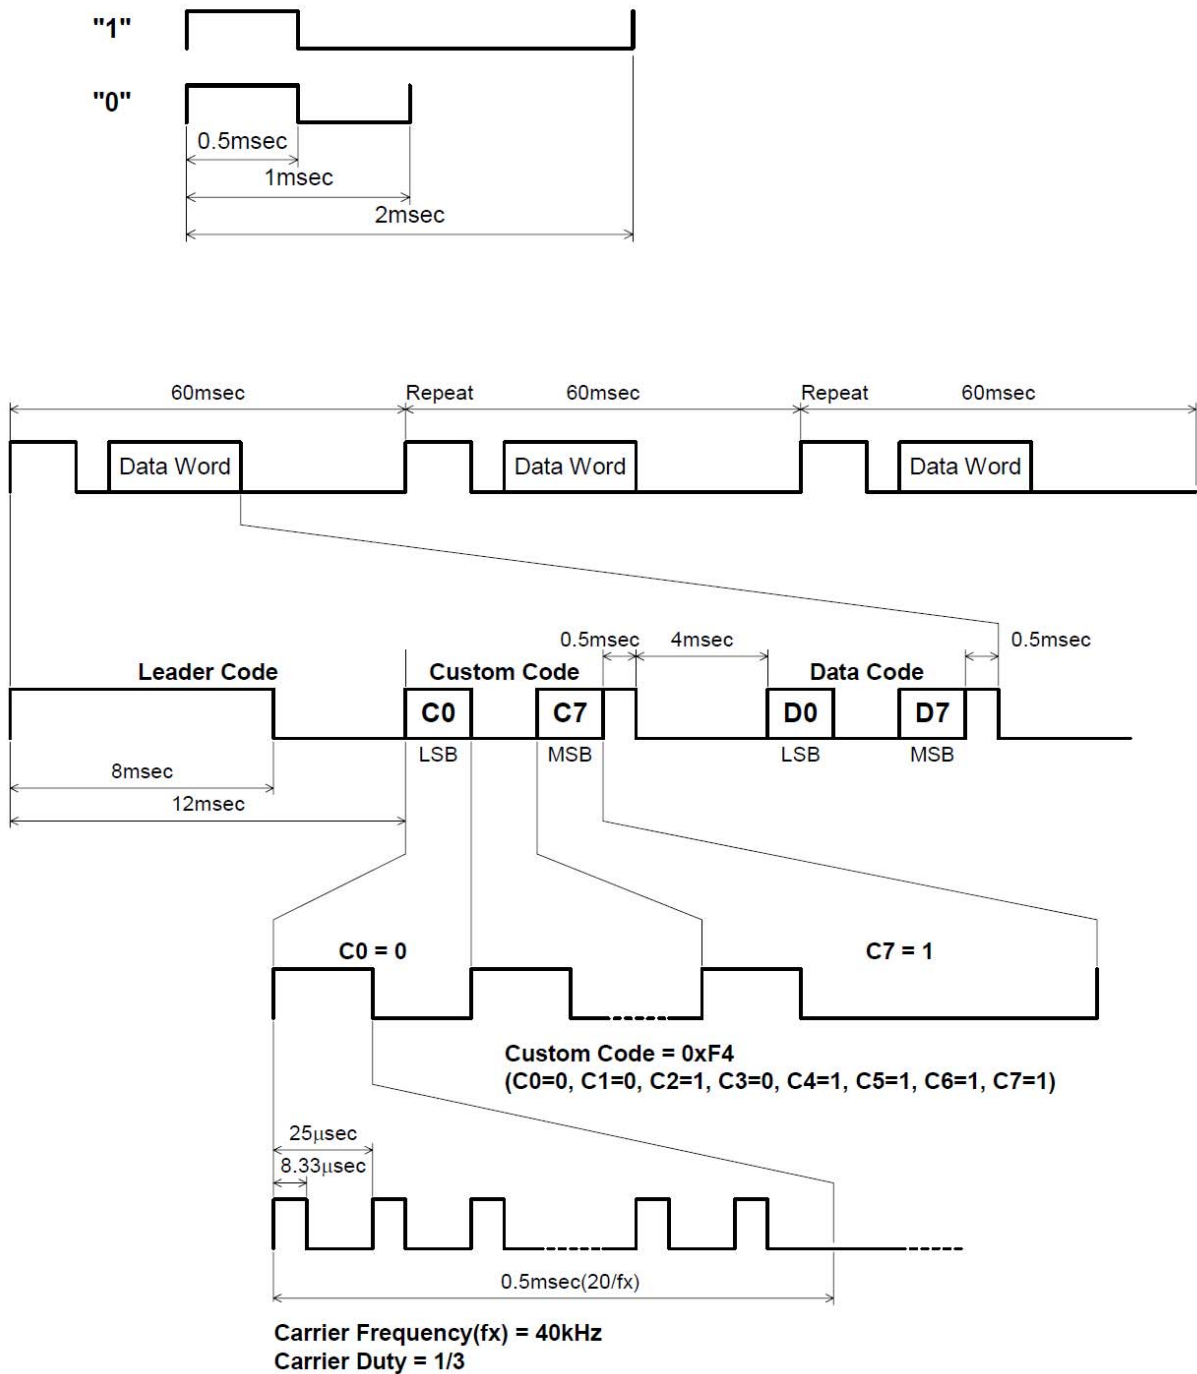 "1"
"0"
0.5msec
1msec
2msec
60msec Repeat 60msec Repeat 60msec
Data Word Data Word Data Word
0.5msec 4msec 0.5msec
Leader Code Custom Code Data Code
C0 C7 D0 D7
LSB MSB LSB MSB
8msec
12msec
C0 = 0 C7 = 1
Custom Code = 0xF4
(C0=0, C1=0, C2=1, C3=0, C4=1, C5=1, C6=1, C7=1)
25μsec
8.33μsec
0.5msec(20/fx)
Carrier Frequency(fx) = 40kHz
Carrier Duty = 1/3